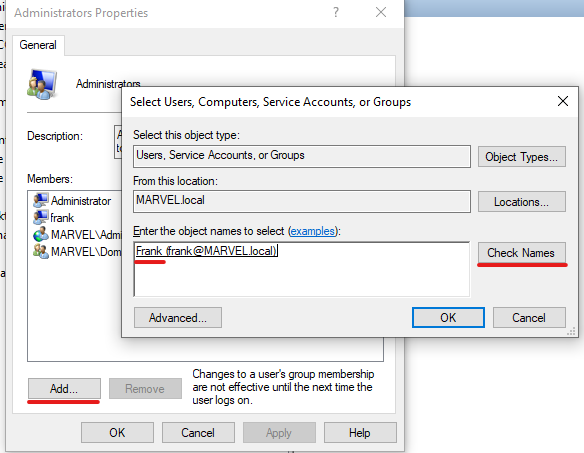 Administrators Properties
General
Administrators
Description:
Members:
Administrator
frank
MARVEL\Admi
MARVEL\Dom
Add...
Remove
Changes to a user's group membership
are not effective until the next time the
user logs on.
OK
Cancel
Apply
Help
Select Users, Computers, Service Accounts, or Groups
Select this object type:
Users, Service Accounts, or Groups
Object Types...
From this location:
MARVEL.local
Locations...
Enter the object names to select (examples):
Frank (frank@MARVEL.local)
Check Names
Advanced...
OK
Cancel